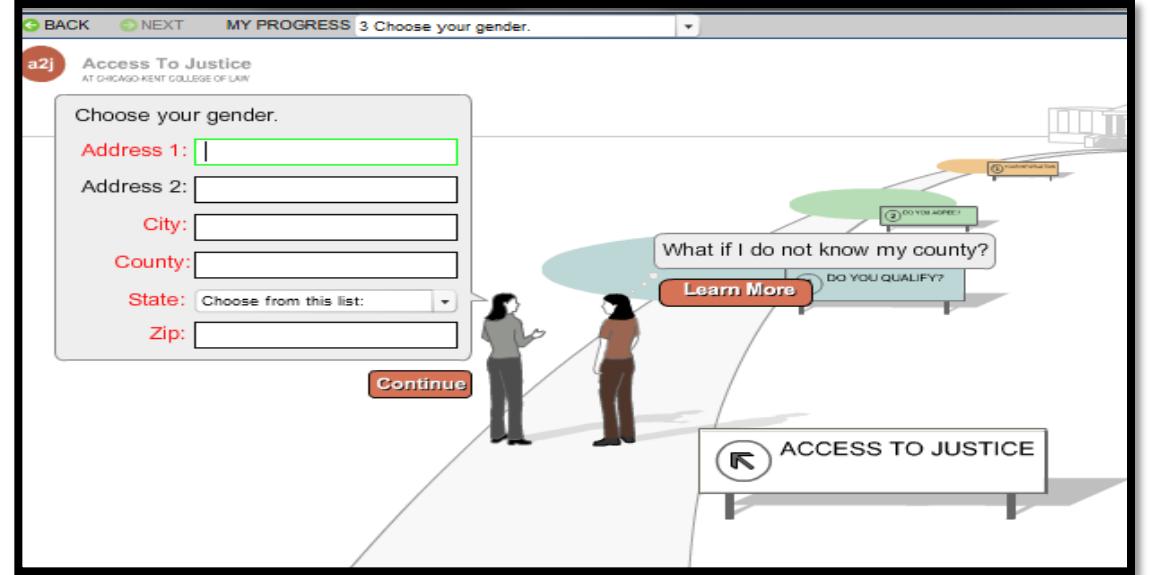 BACK NEXT MY PROGRESS 3 Choose your gender.
a2j Access To Justice
AT CHICAGO-KENT COLLEGE OF LAW
Choose your gender.
Address 1:
Address 2:
City:
County:
State: Choose from this list:
Zip:
Continue
What if I do not know my county?
Learn More
2 DO YOU AGREE?
DO YOU QUALIFY?
ACCESS TO JUSTICE